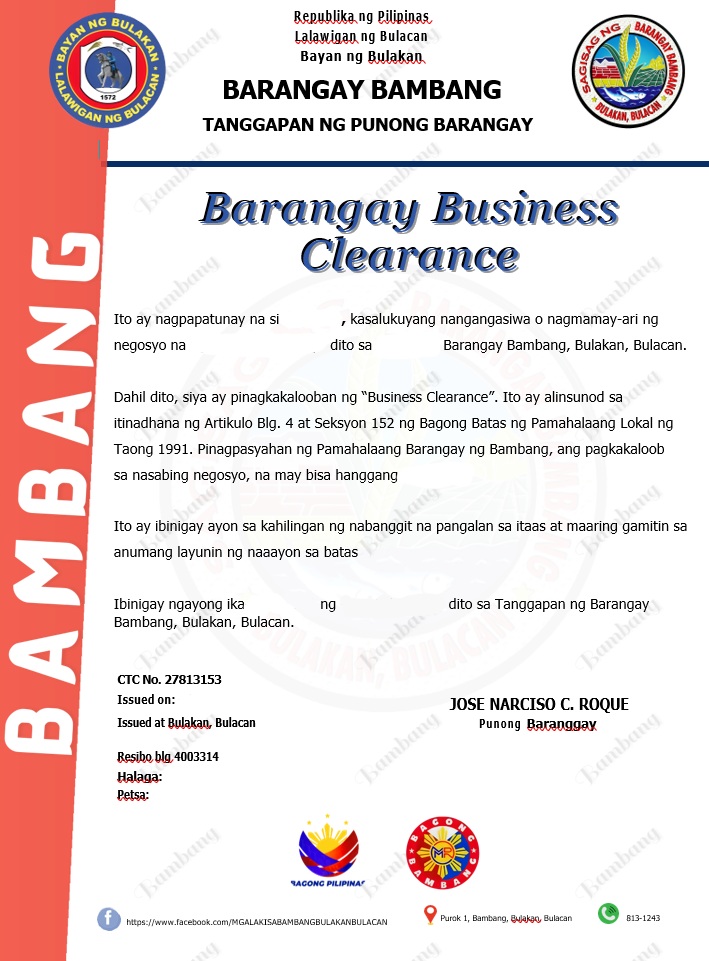 Republika ng Pilipinas
Lalawigan ng Bulacan
Bayan ng Bulakan
BARANGAY BAMBANG
TANGGAPAN NG PUNONG BARANGAY
BAYAN NG BULAKAN
LALAWIGAN NG BULACAN
1572
SAGISAG NG BARANGAY BAMBANG
BULAKAN, BULACAN
BAMBANG
Barangay Business
Clearance
Ito ay nagpapatunay na si , kasalukuyang nangangasiwa o nagmamay-ari ng
negosyo na , dito sa Barangay Bambang, Bulakan, Bulacan.
Dahil dito, siya ay pinagkakalooban ng “Business Clearance”. Ito ay alinsunod sa
itinadhana ng Artikulo Blg. 4 at Seksyon 152 ng Bagong Batas ng Pamahalaang Lokal ng
Taong 1991. Pinagpasyahan ng Pamahalaang Barangay ng Bambang, ang pagkakaloob
sa nasabing negosyo, na may bisa hanggang
Ito ay ibinigay ayon sa kahilingan ng nabanggit na pangalan sa itaas at maaring gamitin sa
anumang layunin ng naaayon sa batas
Ibinigay ngayong ika ng dito sa Tanggapan ng Barangay
Bambang, Bulakan, Bulacan.
CTC No. 27813153
Issued on:
Issued at Bulakan, Bulacan
JOSE NARCISO C. ROQUE
Punong Baranggay
Resibo blg 4003314
Halaga:
Petsa:
BAGONG PILIPINAS
BAGONG BAMBANG
MR
https://www.facebook.com/MGALAKISABAMBANGBULAKANBULACAN
Purok 1, Bambang, Bulakan, Bulacan
813-1243